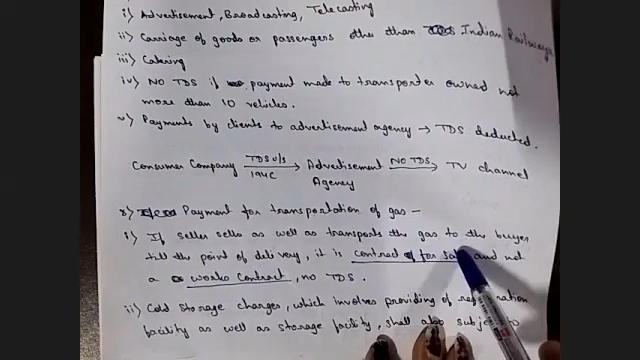 i) Advertisement, Broadcasting, Telecasting
ii) Carriage of goods or passengers other than Indian Railways
iii) Catering
iv) NO TDS if payment made to transporter owned not
more than 10 vehicles.
v) Payments by clients to advertisement agency → TDS deducted.
Consumer Company TDS u/s 194C → Advertisement Agency NO TDS → TV channel
Payment for transportation of gas –
i) If seller sells as well as transports the gas to the buyer
till the point of delivery, it is contract for and not
a works contract, no TDS.
ii) Cold storage charges, which involves providing of
facility as well as storage facility, shall also subject to